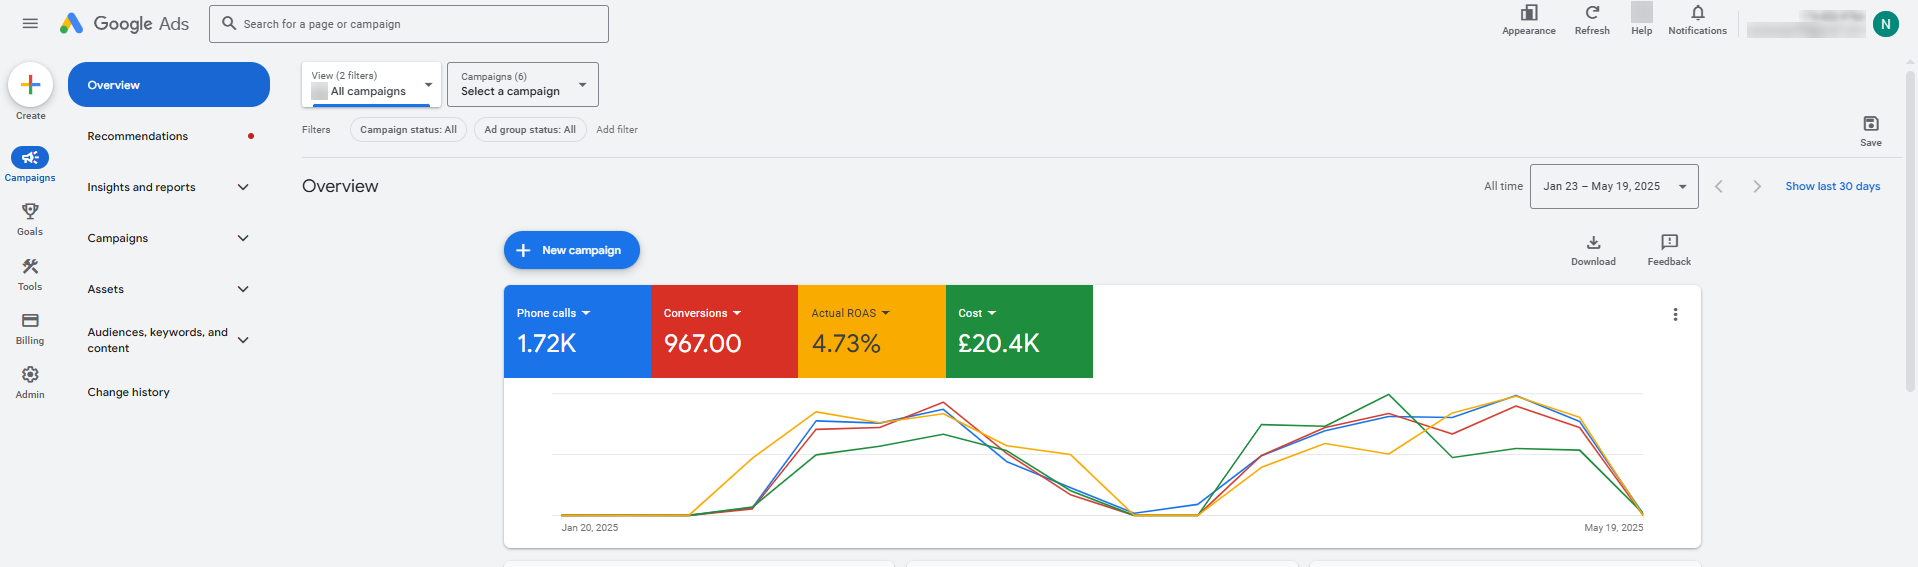 Google Ads
Search for a page or campaign
Appearance
Refresh
Help
Notifications
N
Create
Campaigns
Goals
Tools
Billing
Admin
Overview
Recommendations
Insights and reports
Campaigns
Assets
Audiences, keywords, and
content
Change history
View (2 filters)
All campaigns
Campaigns (6)
Select a campaign
Filters
Campaign status: All
Ad group status: All
Add filter
Save
Overview
All time
Jan 23 – May 19, 2025
Show last 30 days
New campaign
Download
Feedback
Phone calls
1.72K
Conversions
967.00
Actual ROAS
4.73%
Cost
£20.4K
Jan 20, 2025
May 19, 2025